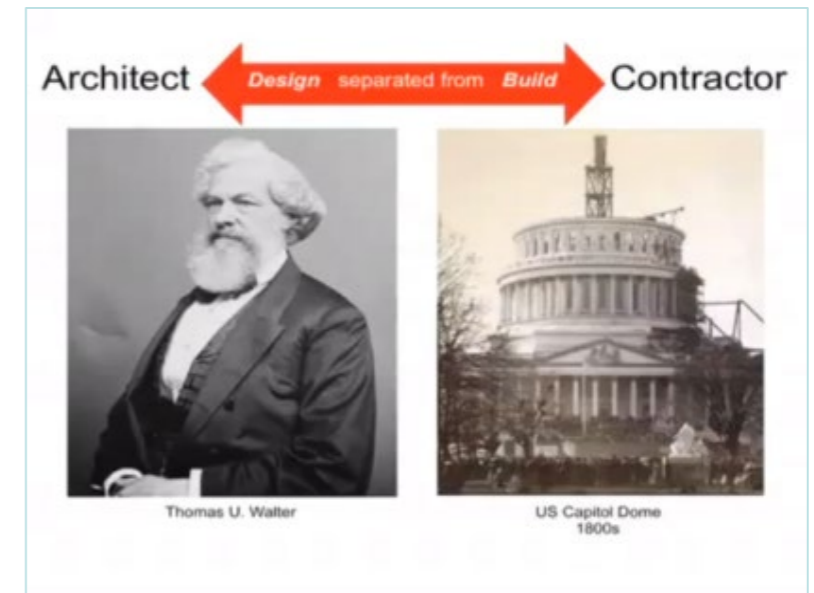 Architect Design separated from Build Contractor
Thomas U. Walter
US Capitol Dome
1800s